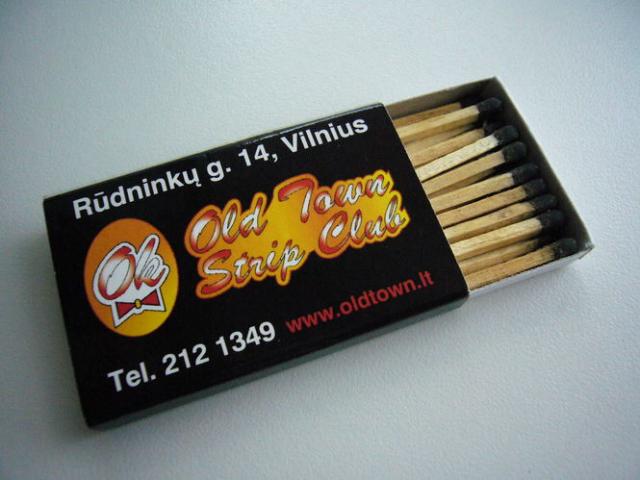 Rūdninkų g. 14, Vilnius
Old Town
Strip Club
Ok
www.oldtown.lt
Tel. 212 1349